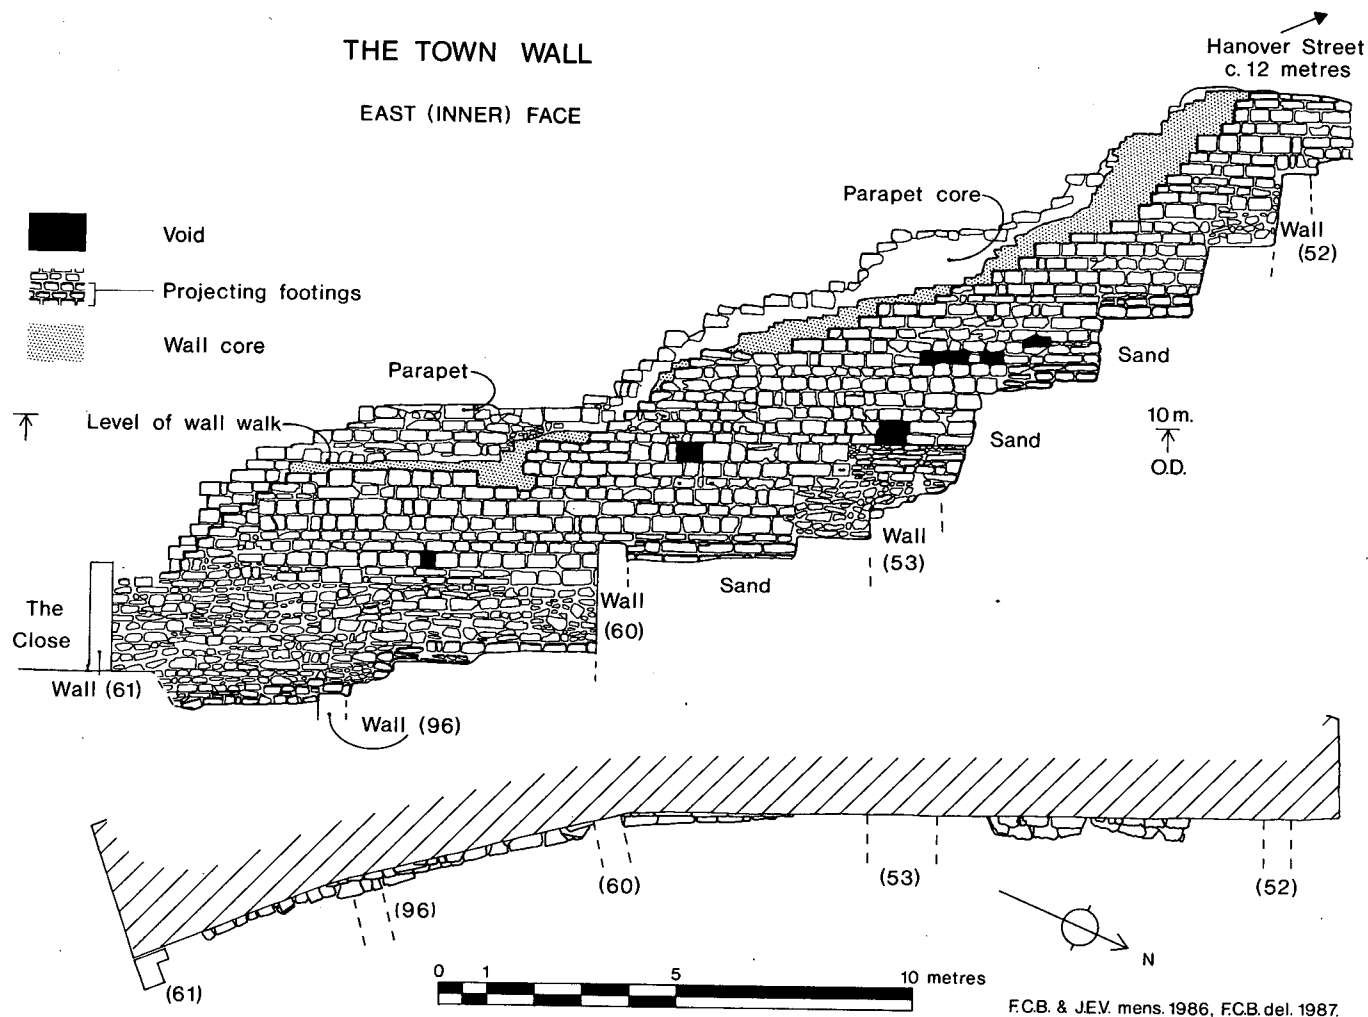 THE TOWN WALL
EAST (INNER) FACE
Hanover Street
c. 12 metres
Void
Projecting footings
Wall core
Parapet core
Parapet
Level of wall walk
Wall
(52)
Sand
10 m.
O.D.
Sand
Wall
(53)
Sand
Wall
(60)
The
Close
Wall (61)
Wall (96)
(60)
(53)
(52)
(96)
(61)
N
0 1 5 10 metres
F.C.B. & J.E.V. mens. 1986, F.C.B. del. 1987.